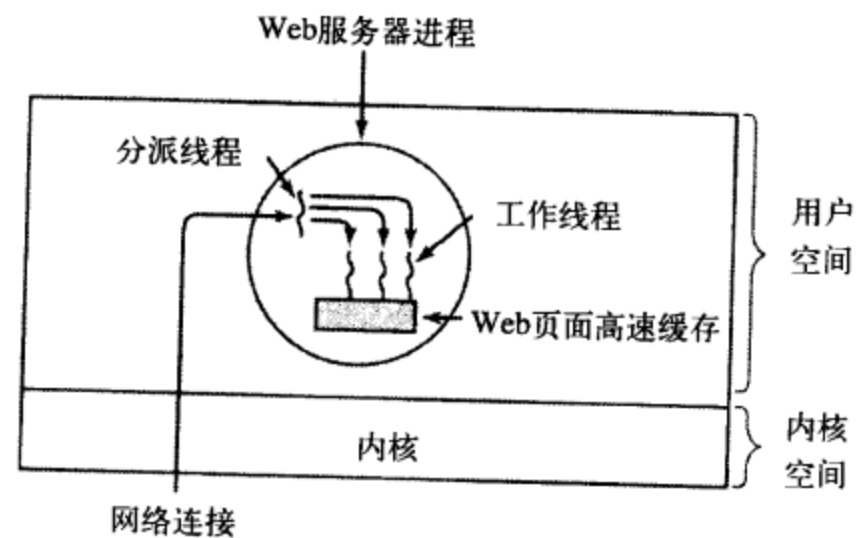 Web服务器进程
分派线程
工作线程
用户
空间
Web页面高速缓存
内核
内核
空间
网络连接